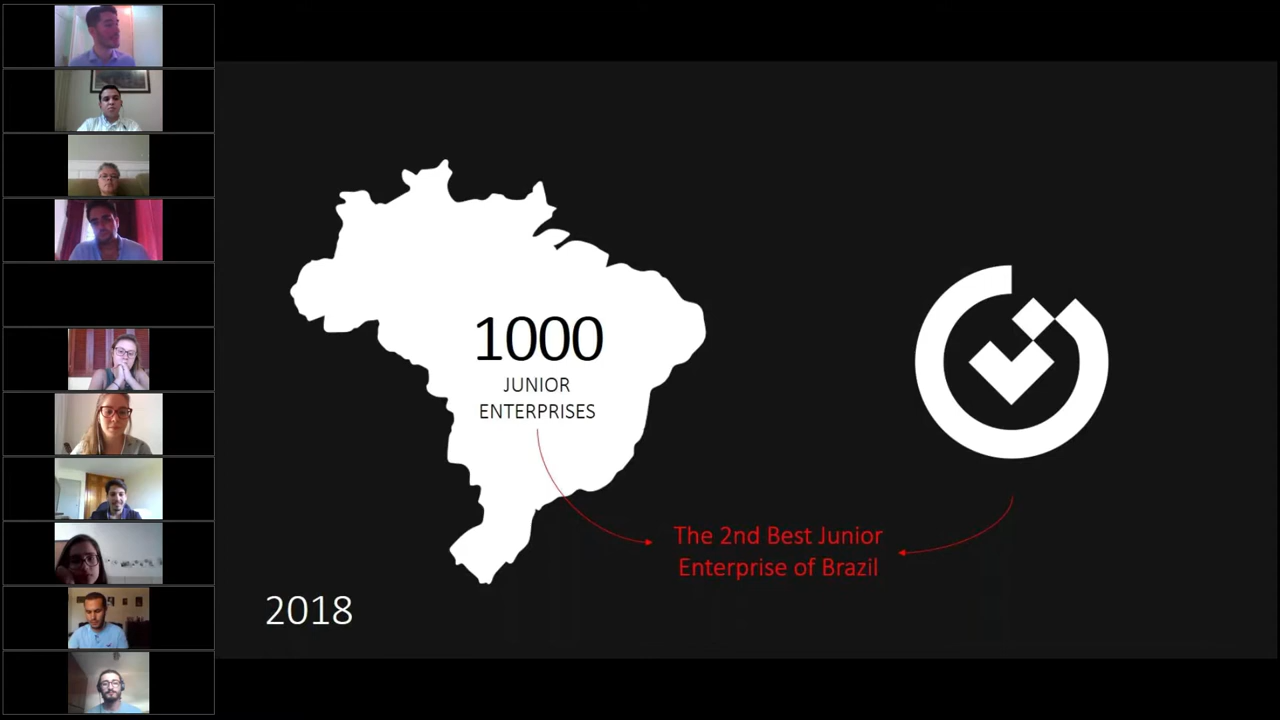 1000
JUNIOR
ENTERPRISES
The 2nd Best Junior
Enterprise of Brazil
2018